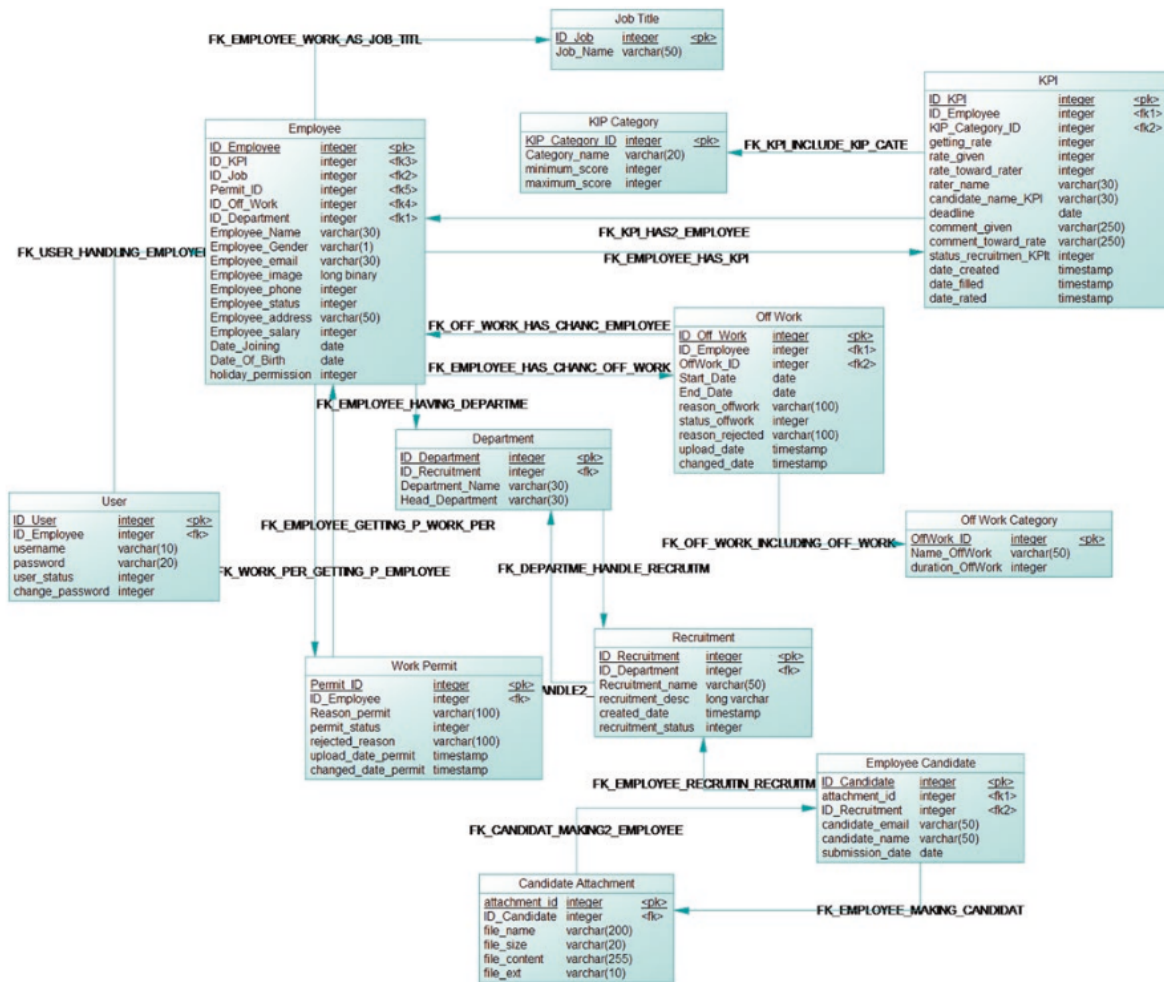 Job Title
ID_Job integer <pk>
Job_Name varchar(50)
FK_EMPLOYEE_WORK_AS_JOB_TITL
KPI
ID_KPI integer <pk>
ID_Employee integer <fk1>
KIP_Category_ID integer <fk2>
getting_rate integer
rate_given integer
rate_toward_rater integer
rater_name varchar(30)
candidate_name_KPI varchar(30)
deadline date
comment_given varchar(250)
comment_toward_rate varchar(250)
status_recruitmen_KPIt integer
date_created timestamp
date_filled timestamp
date_rated timestamp
KIP Category
KIP_Category_ID integer <pk>
Category_name varchar(20)
minimum_score integer
maximum_score integer
FK_KPI_INCLUDE_KIP_CATE
Employee
ID_Employee integer <pk>
ID_KPI integer <fk3>
ID_Job integer <fk2>
Permit_ID integer <fk5>
ID_Off_Work integer <fk4>
ID_Department integer <fk1>
Employee_Name varchar(30)
Employee_Gender varchar(1)
Employee_email varchar(30)
Employee_image long binary
Employee_phone integer
Employee_status integer
Employee_address varchar(50)
Employee_salary integer
Date_Joining date
Date_Of_Birth date
holiday_permission integer
FK_KPI_HAS2_EMPLOYEE
FK_USER_HANDLING_EMPLOYE
FK_EMPLOYEE_HAS_KPI
FK_OFF_WORK_HAS_CHANC_EMPLOYEE
FK_EMPLOYEE_HAS_CHANC_OFF_WORK
Off Work
ID_Off_Work integer <pk>
ID_Employee integer <fk1>
OffWork_ID integer <fk2>
Start_Date date
End_Date date
reason_offwork varchar(100)
status_offwork integer
reason_rejected varchar(100)
upload_date timestamp
changed_date timestamp
FK_EMPLOYEE_HAVING_DEPARTME
Department
ID_Department integer <pk>
ID_Recruitment integer <fk>
Department_Name varchar(30)
Head_Department varchar(30)
User
ID_User integer <pk>
ID_Employee integer <fk>
username varchar(10)
password varchar(20)
user_status integer
change_password integer
FK_EMPLOYEE_GETTING_P_WORK_PER
FK_WORK_PER_GETTING_P_EMPLOYEE
FK_OFF_WORK_INCLUDING_OFF_WORK
Off Work Category
OffWork_ID integer <pk>
Name_OffWork varchar(50)
duration_OffWork integer
FK_DEPARTME_HANDLE_RECRUITM
Recruitment
ID_Recruitment integer <pk>
ID_Department integer <fk>
Recruitment_name varchar(50)
recruitment_desc long varchar
created_date timestamp
recruitment_status integer
Work Permit
Permit_ID integer <pk>
ID_Employee integer <fk>
Reason_permit varchar(100)
permit_status integer
rejected_reason varchar(100)
upload_date_permit timestamp
changed_date_permit timestamp
ANDLE2_
FK_EMPLOYEE_RECRUITIN_RECRUITM
Employee Candidate
ID_Candidate integer <pk>
attachment_id integer <fk1>
ID_Recruitment integer <fk2>
candidate_email varchar(50)
candidate_name varchar(50)
submission_date date
FK_CANDIDAT_MAKING2_EMPLOYEE
Candidate Attachment
attachment_id integer <pk>
ID_Candidate integer <fk>
file_name varchar(200)
file_size varchar(20)
file_content varchar(255)
file_ext varchar(10)
FK_EMPLOYEE_MAKING_CANDIDAT